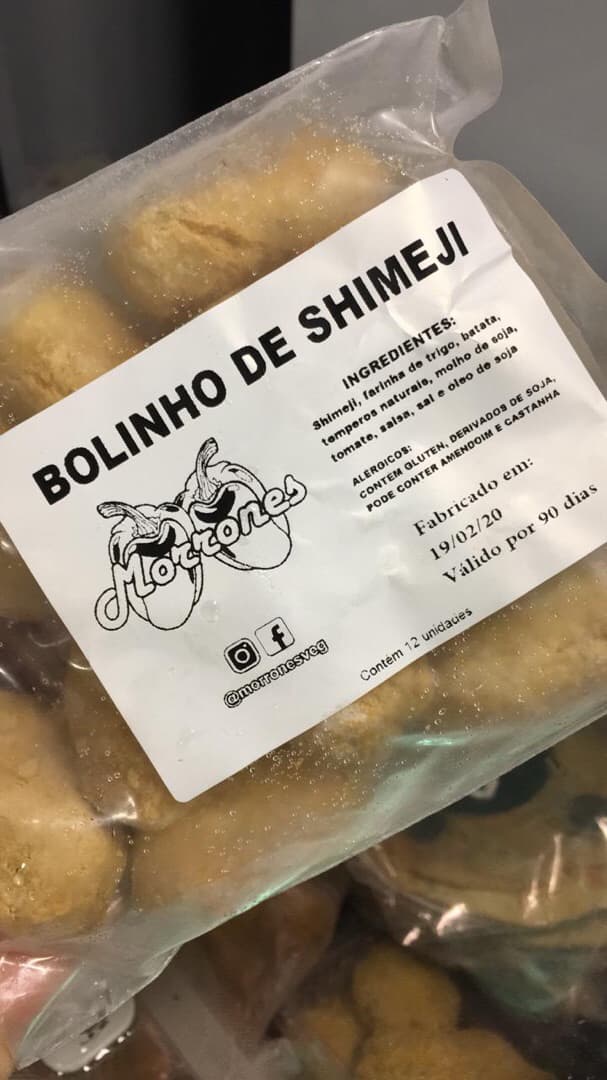 BOLINHO DE SHIMEJI
INGREDIENTES:
Shimeji, farinha de trigo, batata,
temperos naturais, molho de soja,
tomate, salsa, sal e óleo de soja
ALÉRGICOS:
CONTÉM GLUTEN, DERIVADOS DE SOJA,
PODE CONTER AMENDOIM E CASTANHA
Fabricado em:
19/02/20
Válido por 90 dias
Morrones
@morronesveg
Contém 12 unidades